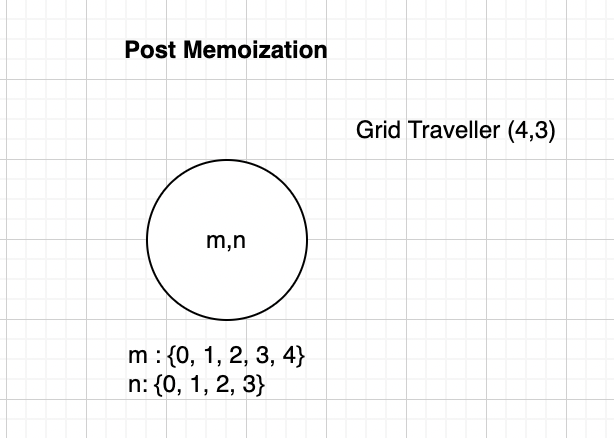 Post Memoization
Grid Traveller (4,3)
m,n
m : {0, 1, 2, 3, 4}
n: {0, 1, 2, 3}